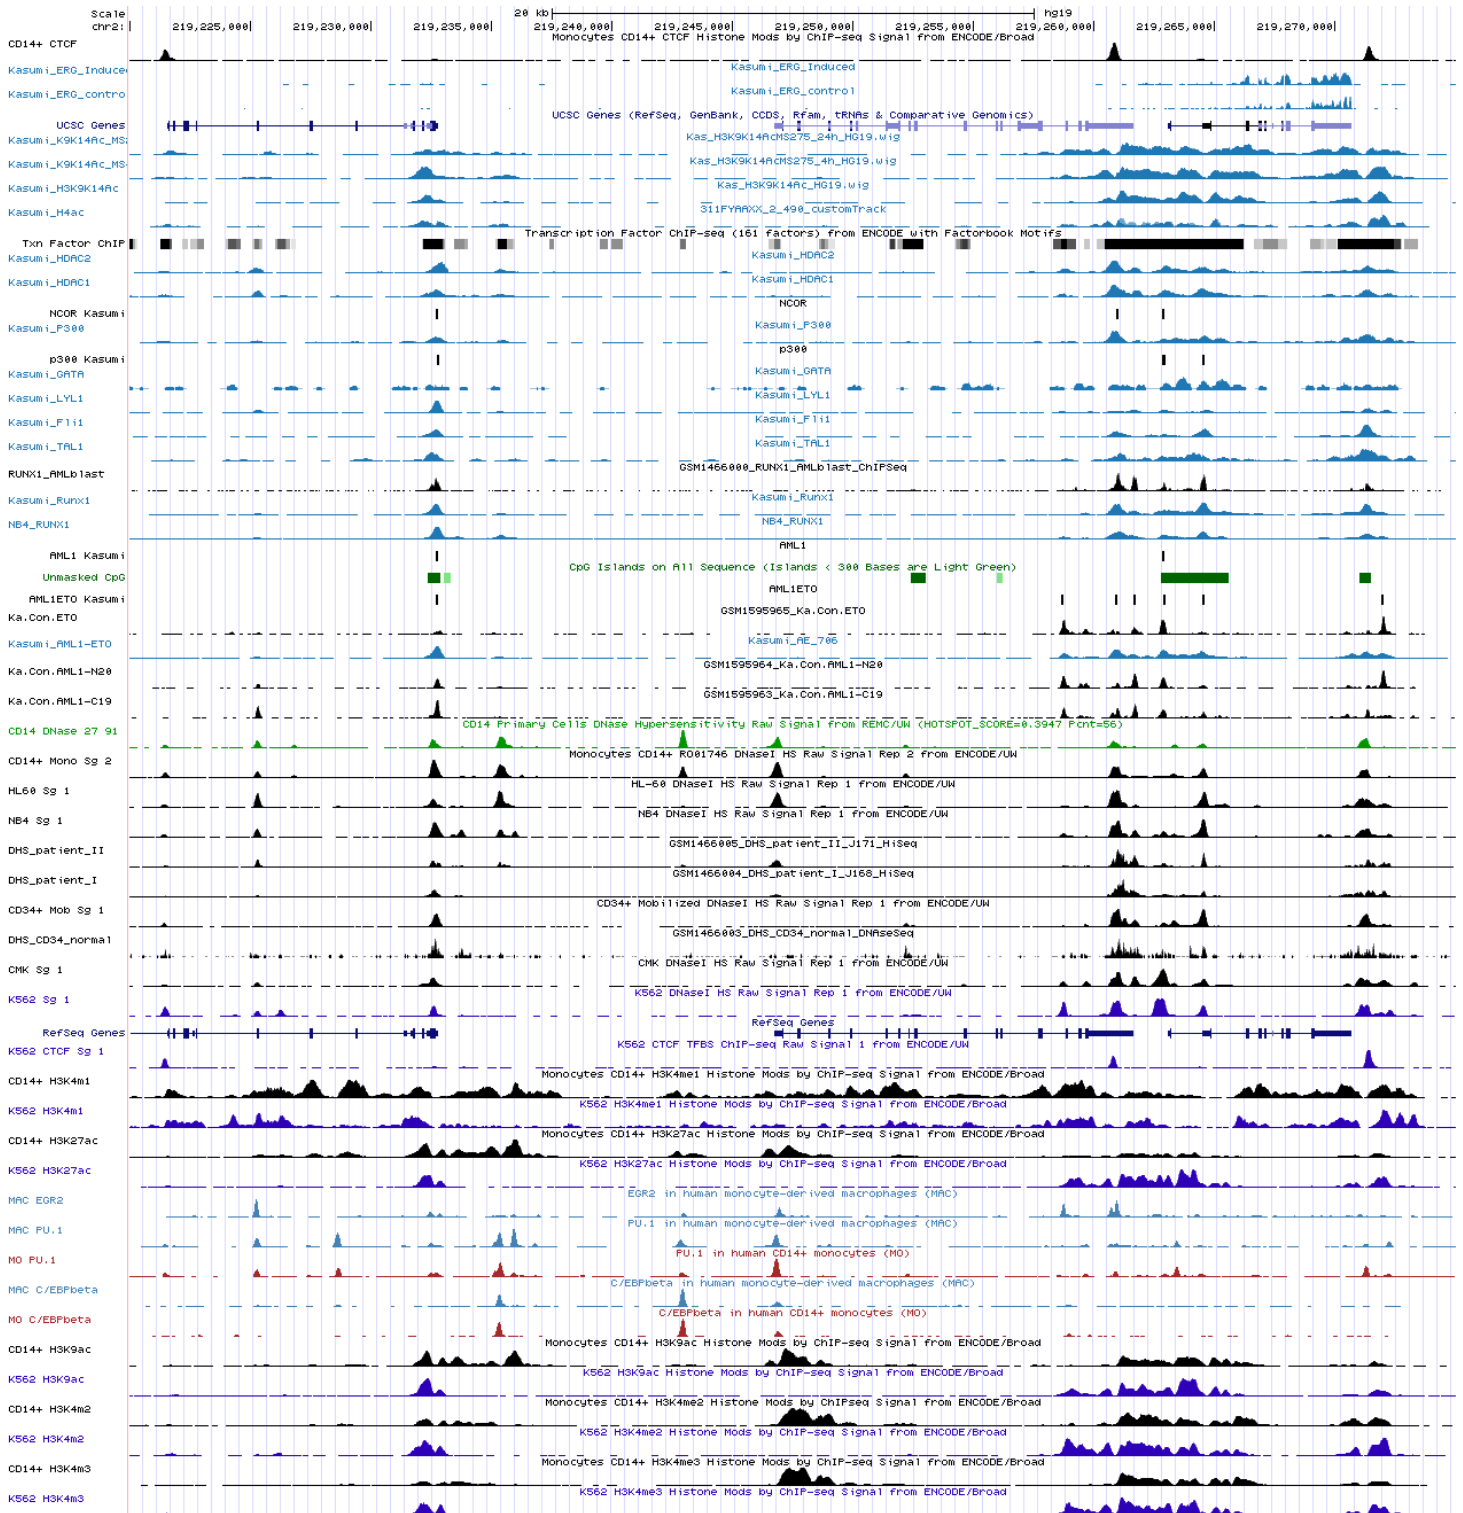 Scale 20 kb hg19
chr2: 219,225,000 219,230,000 219,235,000 219,240,000 219,245,000 219,250,000 219,255,000 219,260,000 219,265,000 219,270,000
Monocytes CD14+ CTCF Histone Mods by ChIP-seq Signal from ENCODE/Broad
CD14+ CTCF
Kasumi_ERG_Induced
Kasumi_ERG_Induce
Kasumi_ERG_control
Kasumi_ERG_contro
UCSC Genes (RefSeq, GenBank, CCDS, Rfam, tRNAs & Comparative Genomics)
UCSC Genes
Kas_H3K9K14AcMS275_24h_HG19.wig
Kasumi_K9K14Ac_MS
Kas_H3K9K14AcMS275_4h_HG19.wig
Kasumi_K9K14Ac_MS
Kas_H3K9K14Ac_HG19.wig
Kasumi_H3K9K14Ac
311FYAAXX_2_490_customTrack
Kasumi_H4ac
Transcription Factor ChIP-seq (161 factors) from ENCODE with Factorbook Motifs
Txn Factor ChIP
Kasumi_HDAC2
Kasumi_HDAC2
Kasumi_HDAC1
Kasumi_HDAC1
NCOR
NCOR Kasumi
Kasumi_P300
Kasumi_P300
p300
p300 Kasumi
Kasumi_GATA
Kasumi_GATA
Kasumi_LYL1
Kasumi_LYL1
Kasumi_Fli1
Kasumi_Fli1
Kasumi_TAL1
Kasumi_TAL1
GSM1466000_RUNX1_AMLblast_ChIPSeq
RUNX1_AMLblast
Kasumi_Runx1
Kasumi_Runx1
NB4_RUNX1
NB4_RUNX1
AML1
AML1 Kasumi
CpG Islands on All Sequence (Islands < 300 Bases are Light Green)
Unmasked CpG
AML1ETO
AML1ETO Kasumi
GSM1595965_Ka.Con.ETO
Ka.Con.ETO
Kasumi_AE_706
Kasumi_AML1-ETO
GSM1595964_Ka.Con.AML1-N20
Ka.Con.AML1-N20
GSM1595963_Ka.Con.AML1-C19
Ka.Con.AML1-C19
CD14 Primary Cells DNase Hypersensitivity Raw Signal from REMC/UW (HOTSPOT_SCORE=0.3947 Pcnt=56)
CD14 DNase 27 91
Monocytes CD14+ RO01746 DNaseI HS Raw Signal Rep 2 from ENCODE/UW
CD14+ Mono Sg 2
HL-60 DNaseI HS Raw Signal Rep 1 from ENCODE/UW
HL60 Sg 1
NB4 DNaseI HS Raw Signal Rep 1 from ENCODE/UW
NB4 Sg 1
GSM1466005_DHS_patient_II_J171_HiSeq
DHS_patient_II
GSM1466004_DHS_patient_I_J168_HiSeq
DHS_patient_I
CD34+ Mobilized DNaseI HS Raw Signal Rep 1 from ENCODE/UW
CD34+ Mob Sg 1
GSM1466003_DHS_CD34_normal_DNAseSeq
DHS_CD34_normal
CMK DNaseI HS Raw Signal Rep 1 from ENCODE/UW
CMK Sg 1
K562 DNaseI HS Raw Signal Rep 1 from ENCODE/UW
K562 Sg 1
RefSeq Genes
RefSeq Genes
K562 CTCF TFBS ChIP-seq Raw Signal 1 from ENCODE/UW
K562 CTCF Sg 1
Monocytes CD14+ H3K4me1 Histone Mods by ChIP-seq Signal from ENCODE/Broad
CD14+ H3K4m1
K562 H3K4me1 Histone Mods by ChIP-seq Signal from ENCODE/Broad
K562 H3K4m1
Monocytes CD14+ H3K27ac Histone Mods by ChIP-seq Signal from ENCODE/Broad
CD14+ H3K27ac
K562 H3K27ac Histone Mods by ChIP-seq Signal from ENCODE/Broad
K562 H3K27ac
EGR2 in human monocyte-derived macrophages (MAC)
MAC EGR2
PU.1 in human monocyte-derived macrophages (MAC)
MAC PU.1
PU.1 in human CD14+ monocytes (MO)
MO PU.1
C/EBPbeta in human monocyte-derived macrophages (MAC)
MAC C/EBPbeta
C/EBPbeta in human CD14+ monocytes (MO)
MO C/EBPbeta
Monocytes CD14+ H3K9ac Histone Mods by ChIP-seq Signal from ENCODE/Broad
CD14+ H3K9ac
K562 H3K9ac Histone Mods by ChIP-seq Signal from ENCODE/Broad
K562 H3K9ac
Monocytes CD14+ H3K4me2 Histone Mods by ChIPseq Signal from ENCODE/Broad
CD14+ H3K4m2
K562 H3K4me2 Histone Mods by ChIP-seq Signal from ENCODE/Broad
K562 H3K4m2
Monocytes CD14+ H3K4me3 Histone Mods by ChIP-seq Signal from ENCODE/Broad
CD14+ H3K4m3
K562 H3K4me3 Histone Mods by ChIP-seq Signal from ENCODE/Broad
K562 H3K4m3